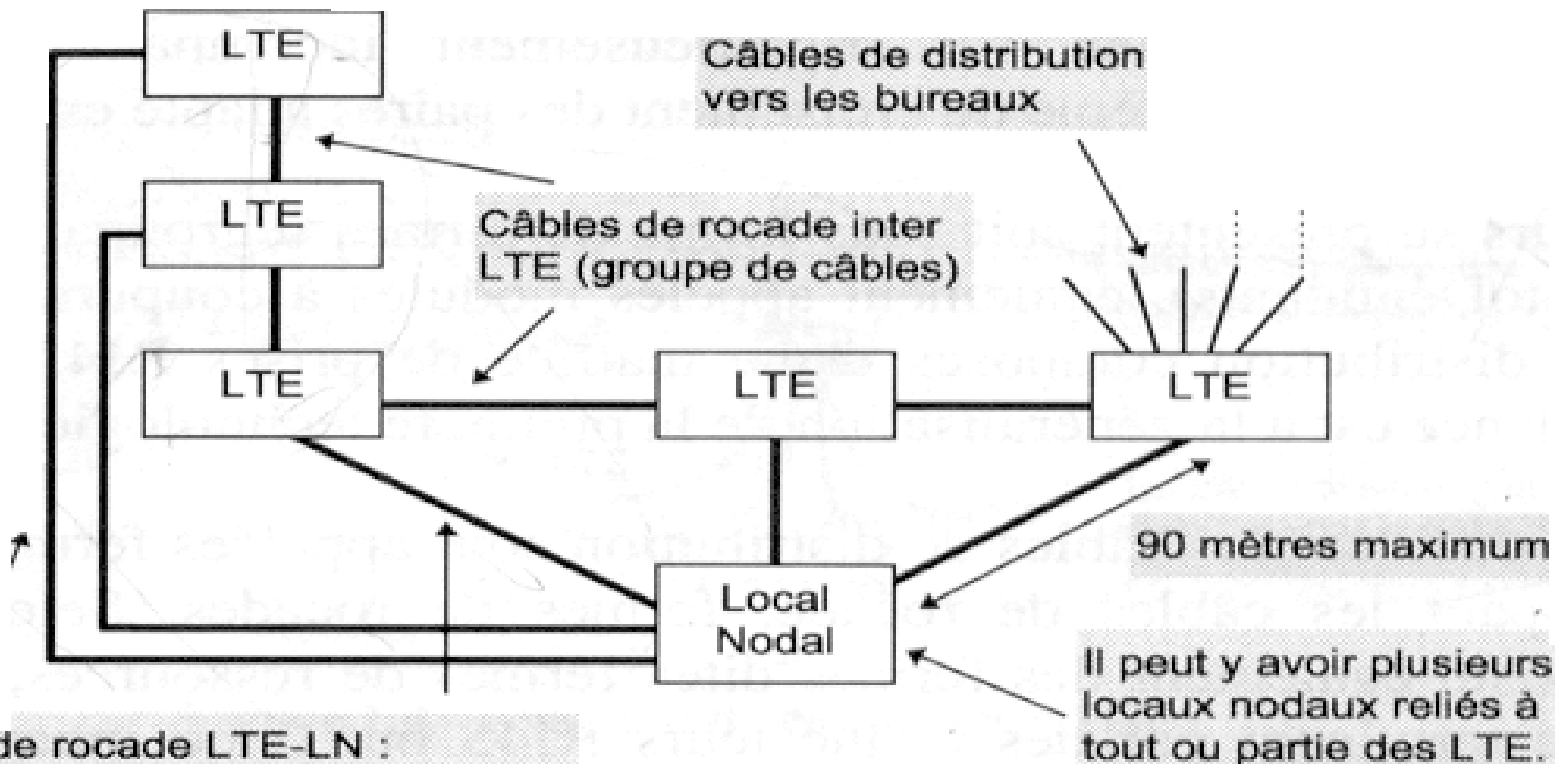 LTE
Câbles de distribution
vers les bureaux
LTE
Câbles de rocade inter
LTE (groupe de câbles)
LTE
LTE
LTE
90 mètres maximum
Local
Nodal
Il peut y avoir plusieurs
locaux nodaux reliés à
tout ou partie des LTE.
de rocade LTE-LN :